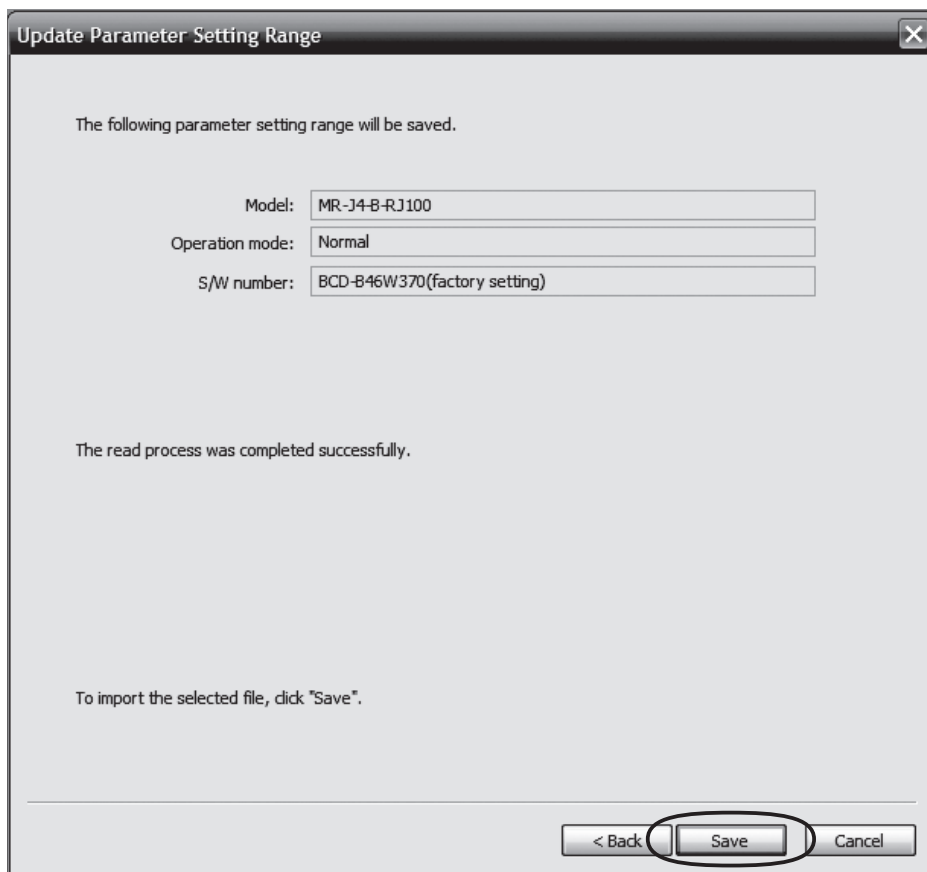 Update Parameter Setting Range
The following parameter setting range will be saved.
Model: MR-J4-B-RJ100
Operation mode: Normal
S/W number: BCD-B46W370(factory setting)
The read process was completed successfully.
To import the selected file, click "Save".
< Back Save Cancel